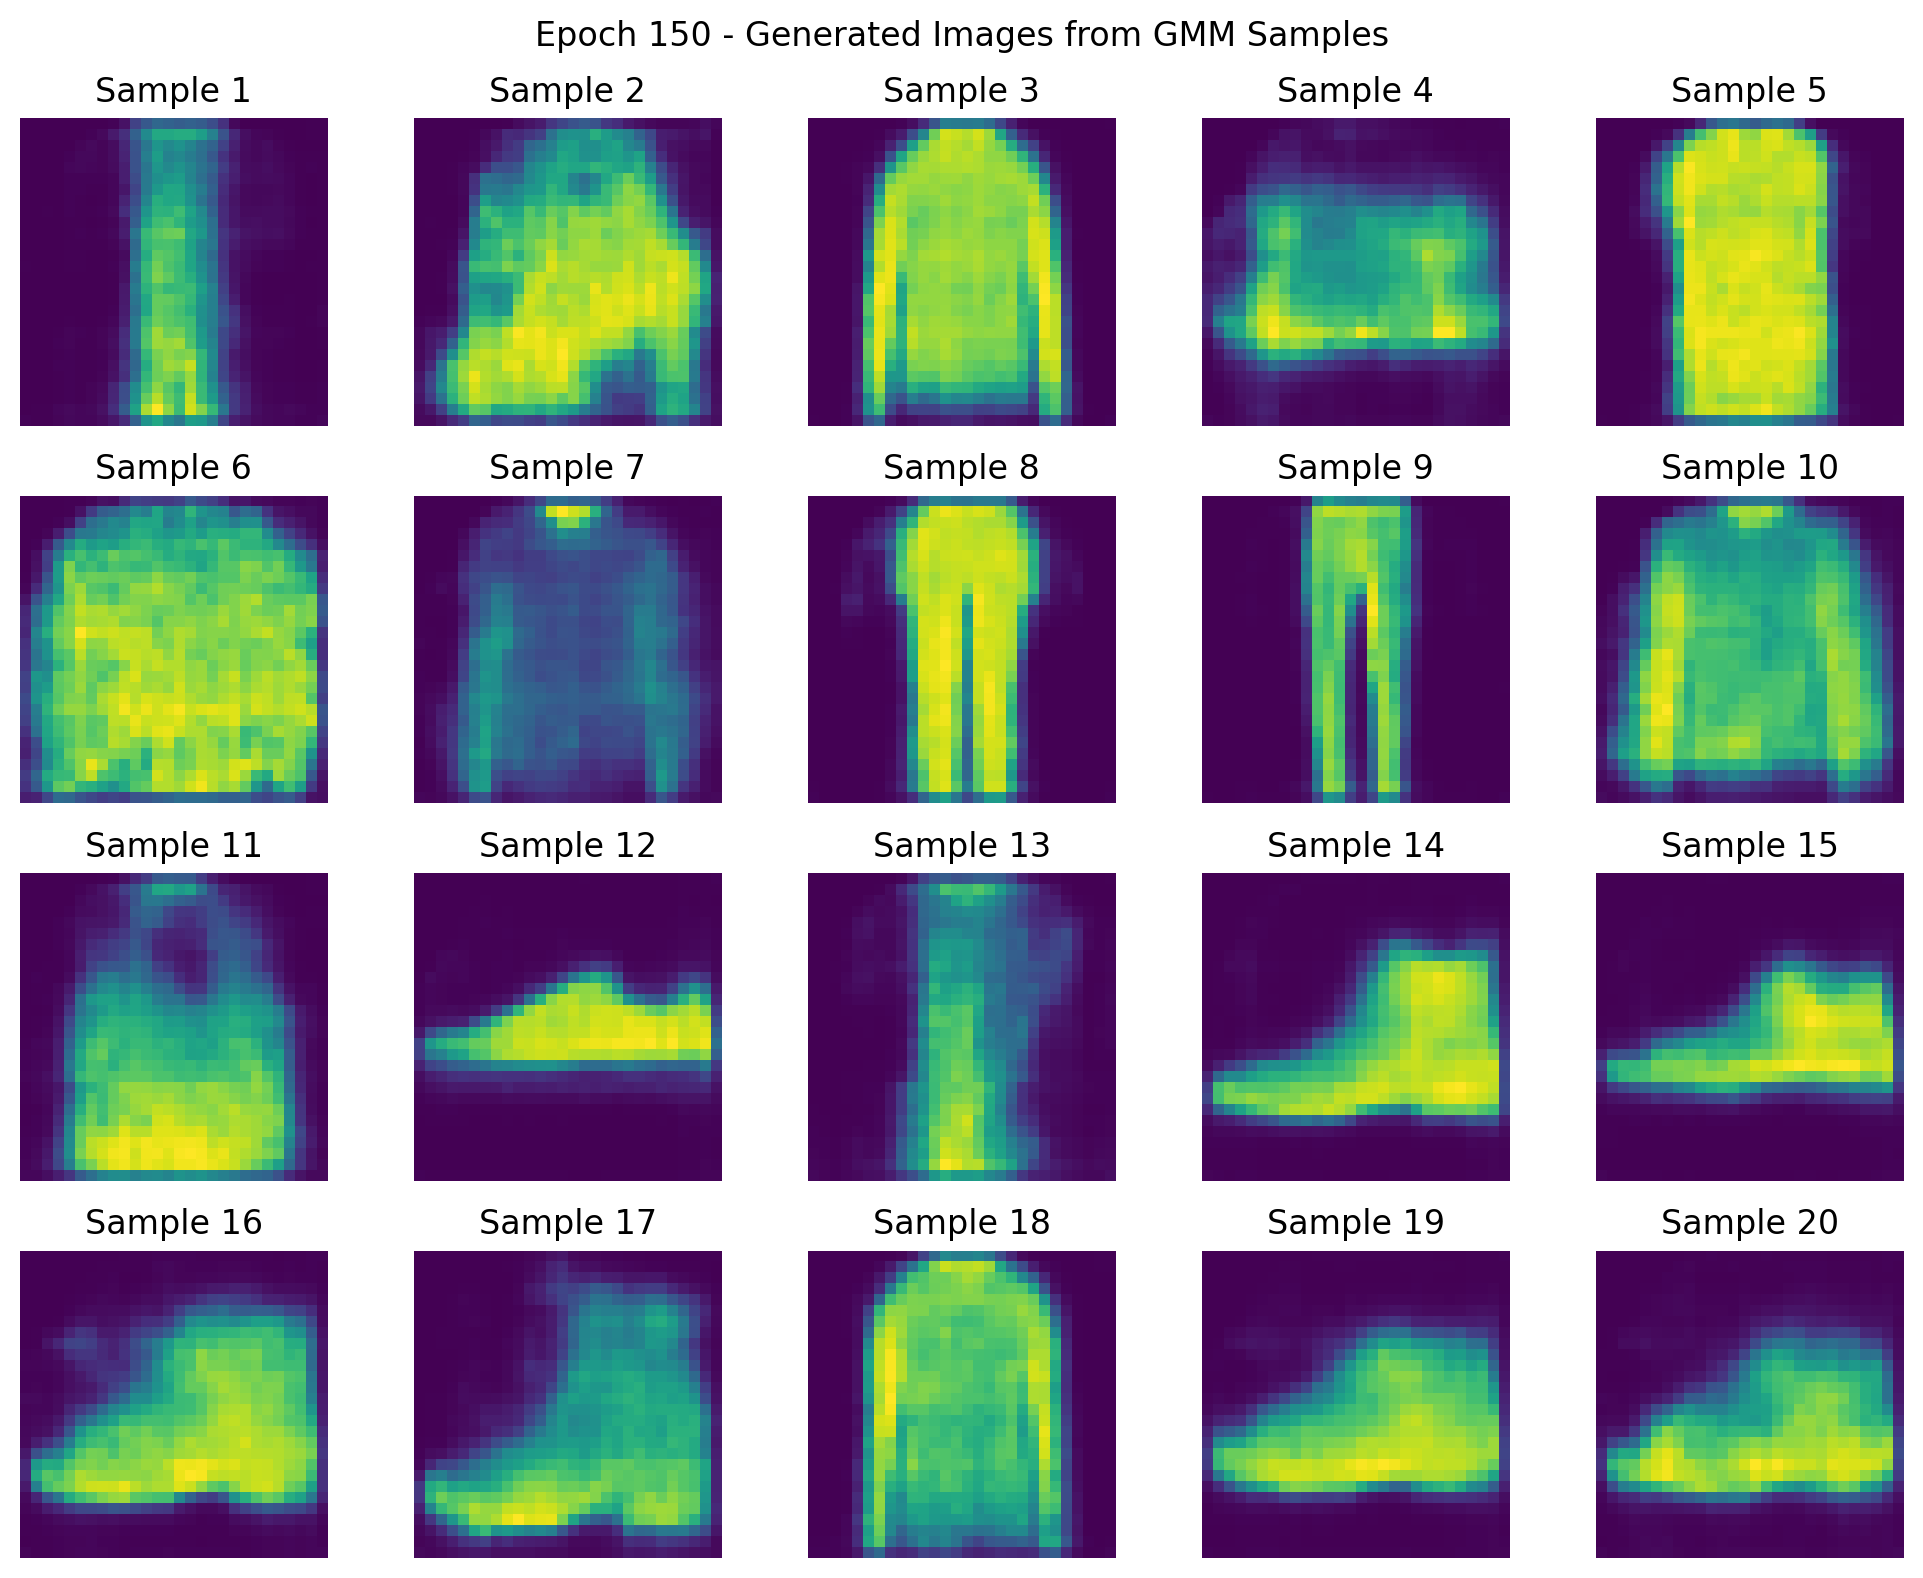 Epoch 150 - Generated Images from GMM Samples
Sample 1
Sample 2
Sample 3
Sample 4
Sample 5
Sample 6
Sample 7
Sample 8
Sample 9
Sample 10
Sample 11
Sample 12
Sample 13
Sample 14
Sample 15
Sample 16
Sample 17
Sample 18
Sample 19
Sample 20